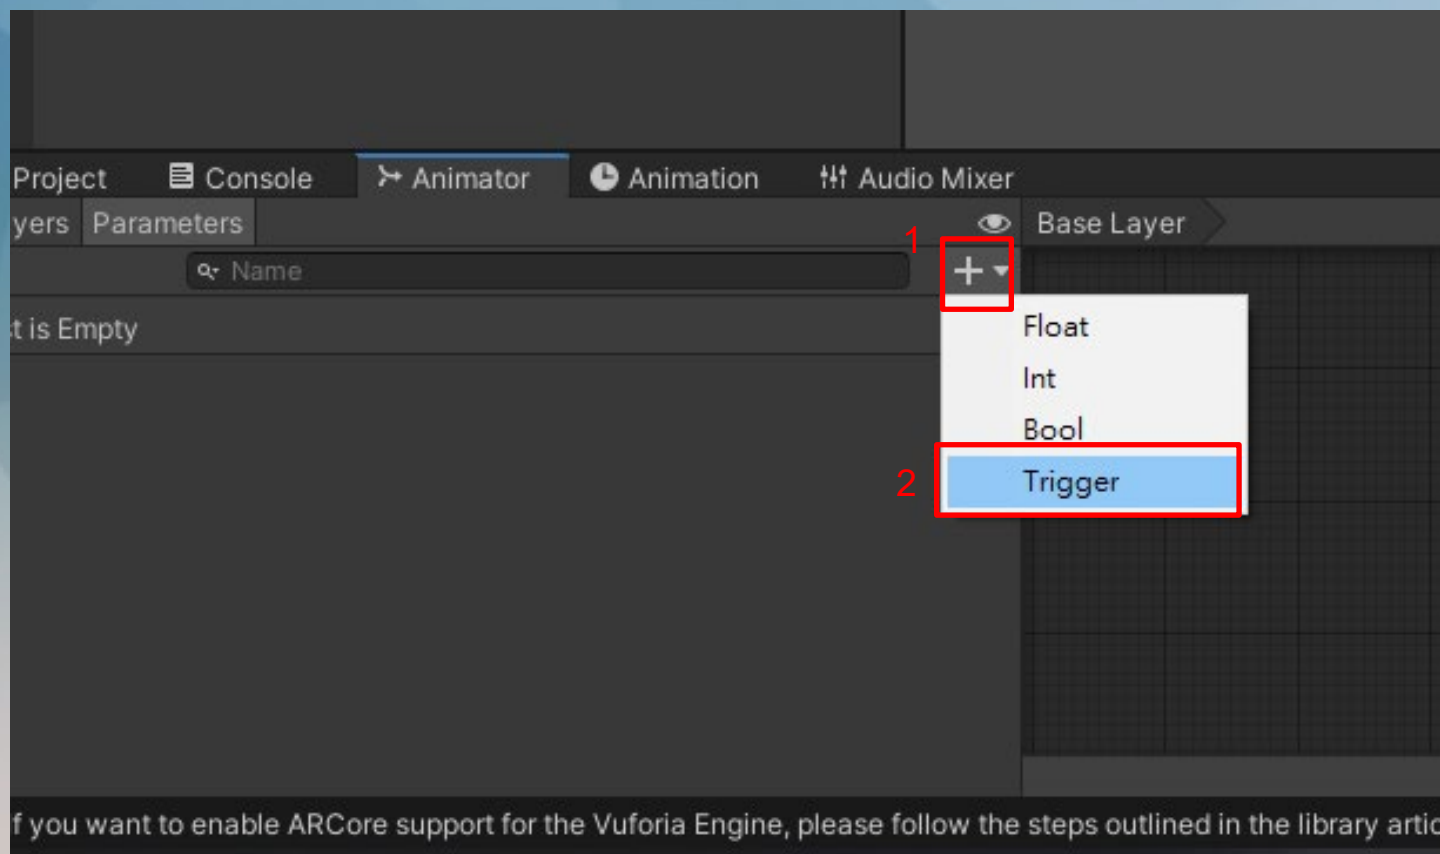 Project Console Animator Animation Audio Mixer
yers Parameters Base Layer
1
Name
t is Empty
Float
Int
Bool
2 Trigger
f you want to enable ARCore support for the Vuforia Engine, please follow the steps outlined in the library artic